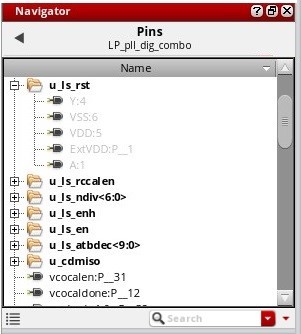 Navigator
Pins
LP_pll_dig_combo
Name
u_ls_rst
Y:4
VSS:6
VDD:5
ExtVDD:P__1
A:1
u_ls_rccalen
u_ls_ndiv<6:0>
u_ls_enh
u_ls_en
u_ls_atbdec<9:0>
u_cdmiso
vcocalen:P__31
vcocaldone:P__12
Search